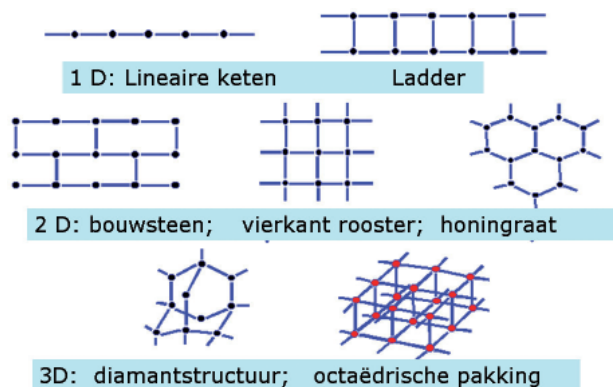 1 D: Lineaire keten Ladder
2 D: bouwsteen; vierkant rooster; honingraat
3D: diamantstructuur; octaëdrische pakking